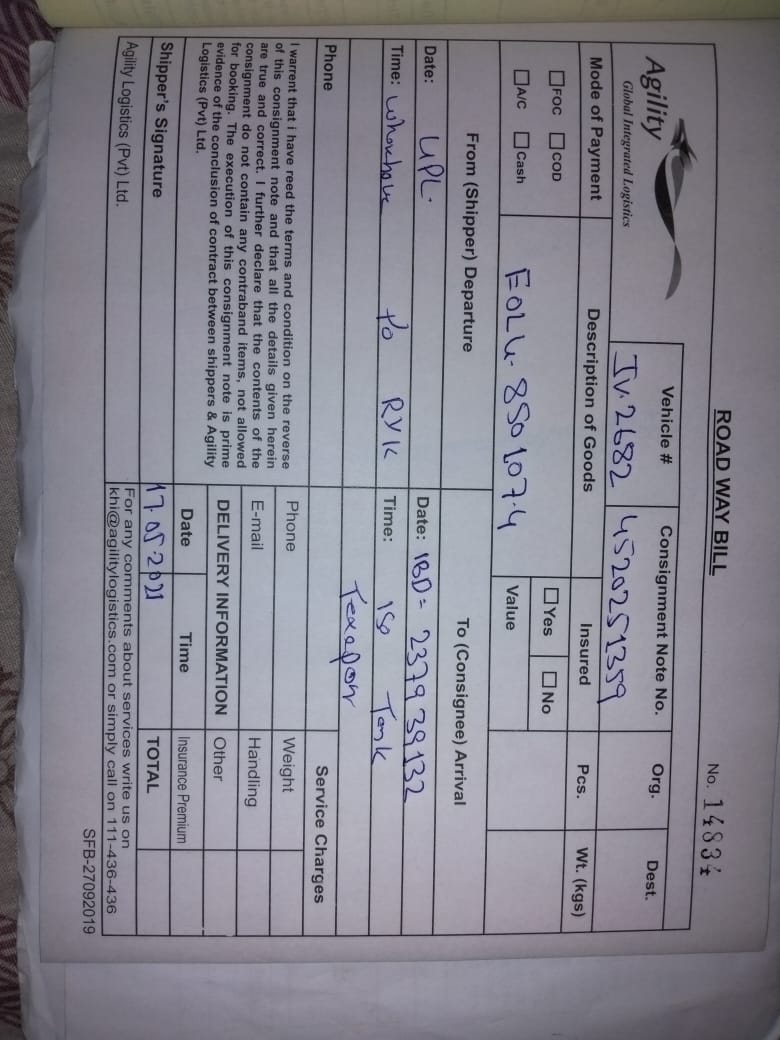 ROAD WAY BILL
No. 14834
Agility
Global Integrated Logistics
Vehicle #
Consignment Note No.
Org.
Dest.
4520251359
Mode of Payment
Description of Goods
Insured
Pcs.
Wt. (kgs)
FOC COD
Yes No
A/C Cash
EOLU-850107-4
Value
From (Shipper) Departure
To (Consignee) Arrival
Date: UPL.
Date: IBD= 237939132
Time: to RYK
Time: ISO Tank
Texapon
Phone
Service Charges
I warrent that i have reed the terms and condition on the reverse
of this consignment note and that all the details given herein
are true and correct. I further declare that the contents of the
consignment do not contain any contraband items, not allowed
for booking. The execution of this consignment note is prime
evidence of the conclusion of contract between shippers & Agility
Logistics (Pvt) Ltd.
Phone
Weight
E-mail
Handling
DELIVERY INFORMATION
Other
Date
Time
Insurance Premium
Shipper's Signature
17.05.2021
TOTAL
Agility Logistics (Pvt) Ltd.
For any comments about services write us on
khi@agilitylogistics.com or simply call on 111-436-436
SFB-27092019